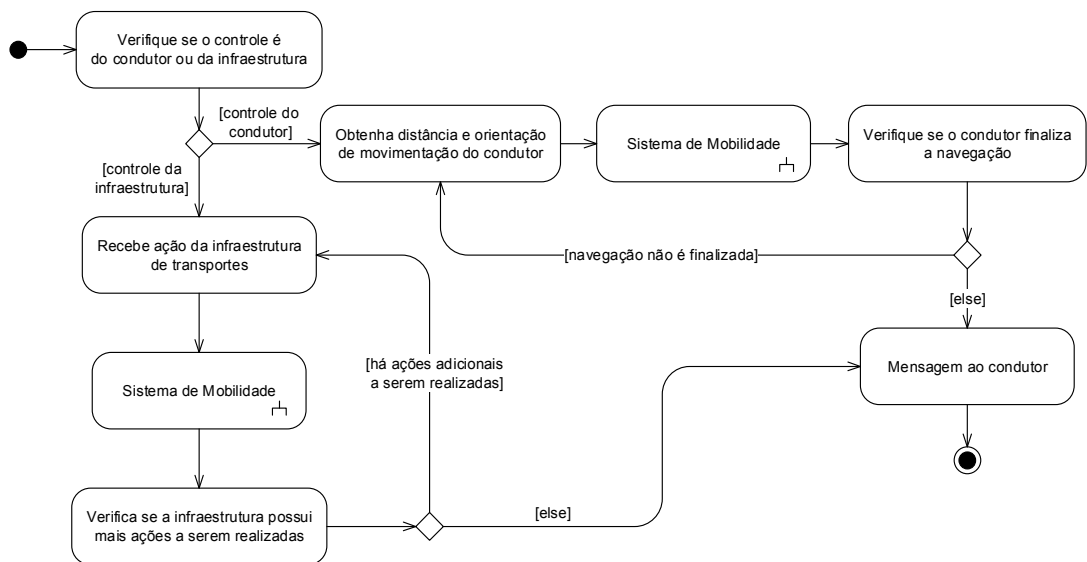 Verifique se o controle é
do condutor ou da infraestrutura
[controle do
condutor]
Obtenha distância e orientação
de movimentação do condutor
Sistema de Mobilidade
Verifique se o condutor finaliza
a navegação
[controle da
infraestrutura]
Recebe ação da infraestrutura
de transportes
[navegação não é finalizada]
[else]
Mensagem ao condutor
[há ações adicionais
a serem realizadas]
Sistema de Mobilidade
Verifica se a infraestrutura possui
mais ações a serem realizadas
[else]